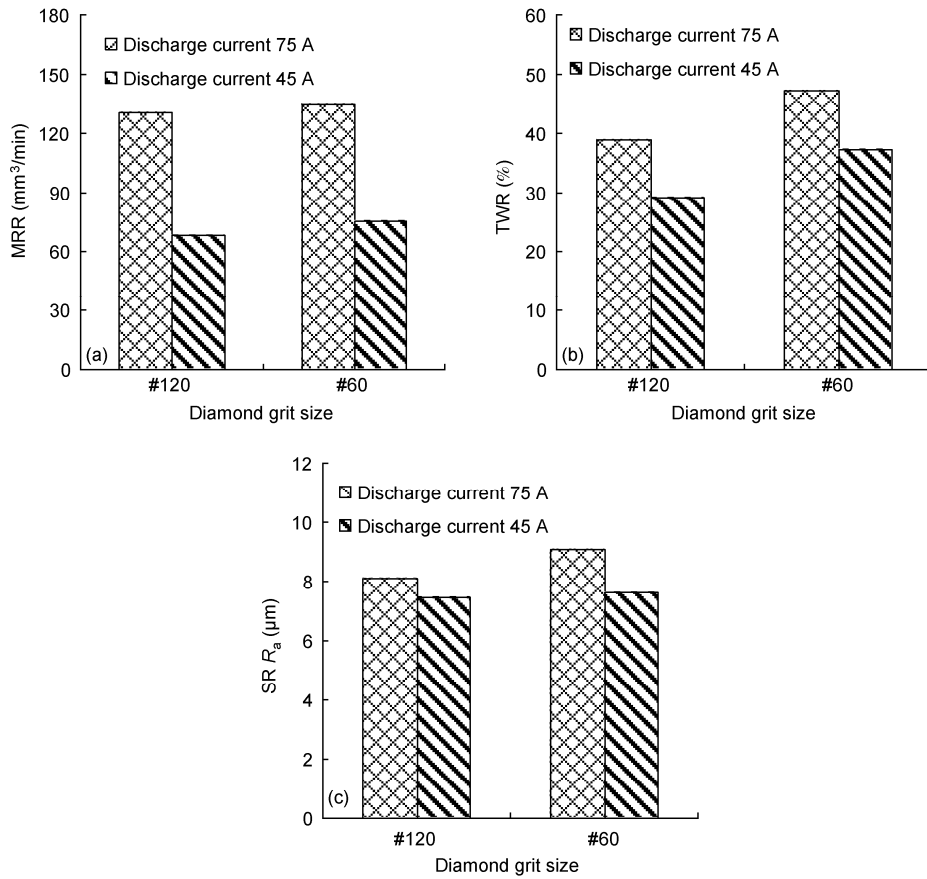 180
150
120
90
60
30
0
MRR (mm³/min)
Discharge current 75 A
Discharge current 45 A
(a)
#120
#60
Diamond grit size
60
50
40
30
20
10
0
TWR (%)
Discharge current 75 A
Discharge current 45 A
(b)
#120
#60
Diamond grit size
12
10
8
6
4
2
0
SR Ra (µm)
Discharge current 75 A
Discharge current 45 A
(c)
#120
#60
Diamond grit size